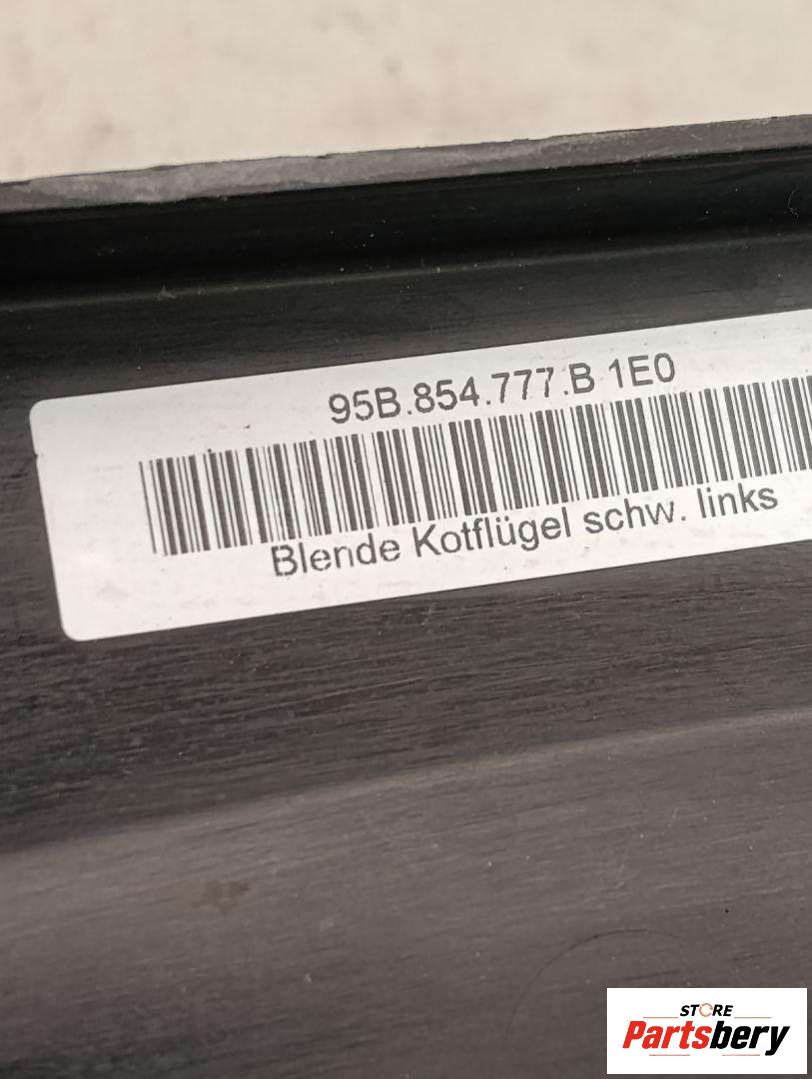 95B.854.777.B 1E0
Blende Kotflügel schw. links
STORE
Partsbery